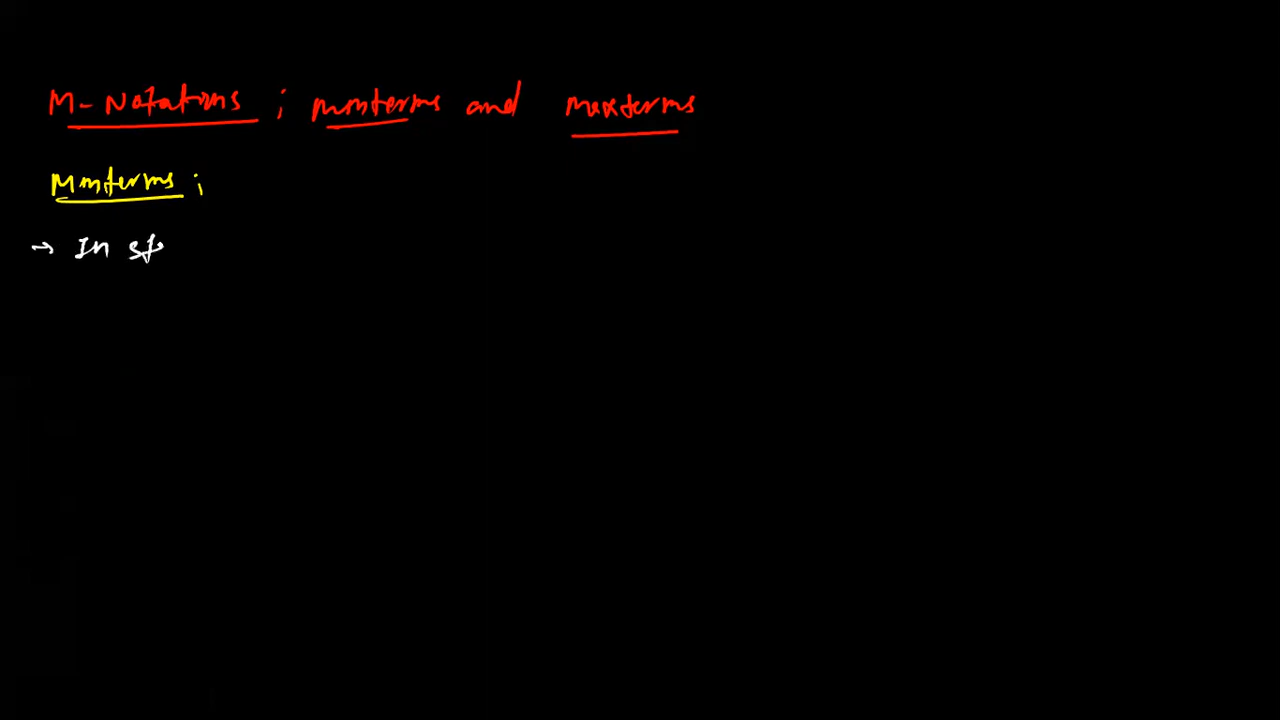 M-Notations ; minterms and maxterms
Minterms ;
→ In